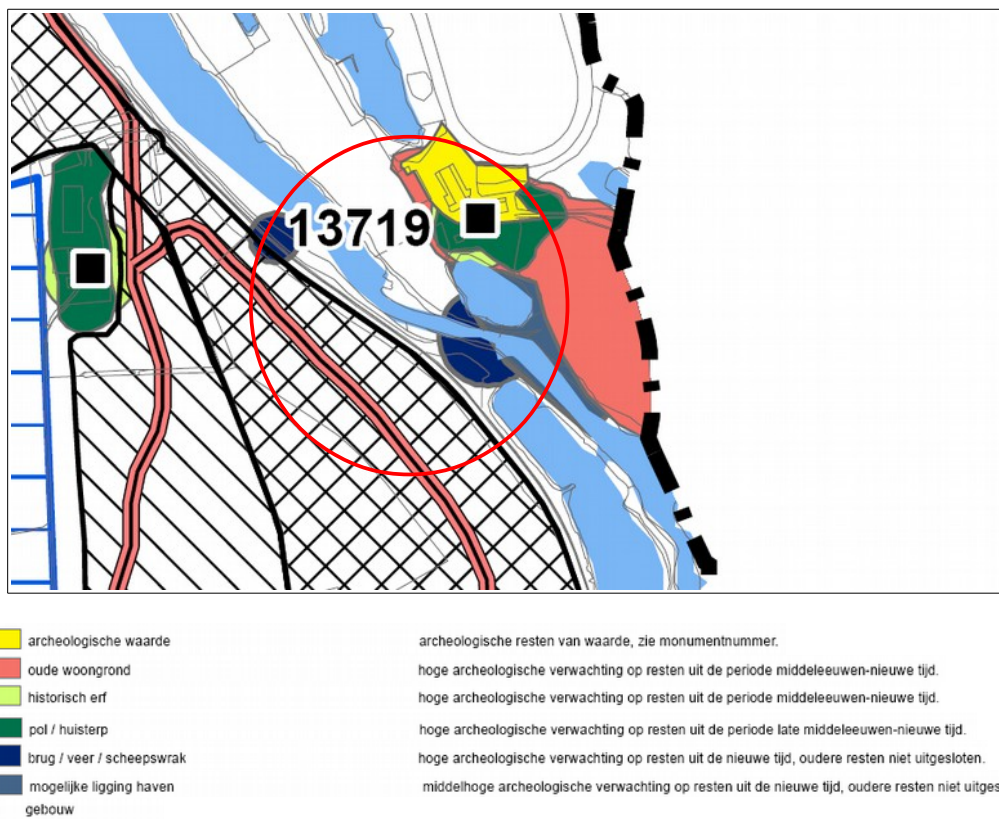 13719
archeologische waarde archeologische resten van waarde, zie monumentnummer.
oude woongrond hoge archeologische verwachting op resten uit de periode middeleeuwen-nieuwe tijd.
historisch erf hoge archeologische verwachting op resten uit de periode middeleeuwen-nieuwe tijd.
pol / huisterp hoge archeologische verwachting op resten uit de periode late middeleeuwen-nieuwe tijd.
brug / veer / scheepswrak hoge archeologische verwachting op resten uit de nieuwe tijd, oudere resten niet uitgesloten.
mogelijke ligging haven middelhoge archeologische verwachting op resten uit de nieuwe tijd, oudere resten niet uitges
gebouw